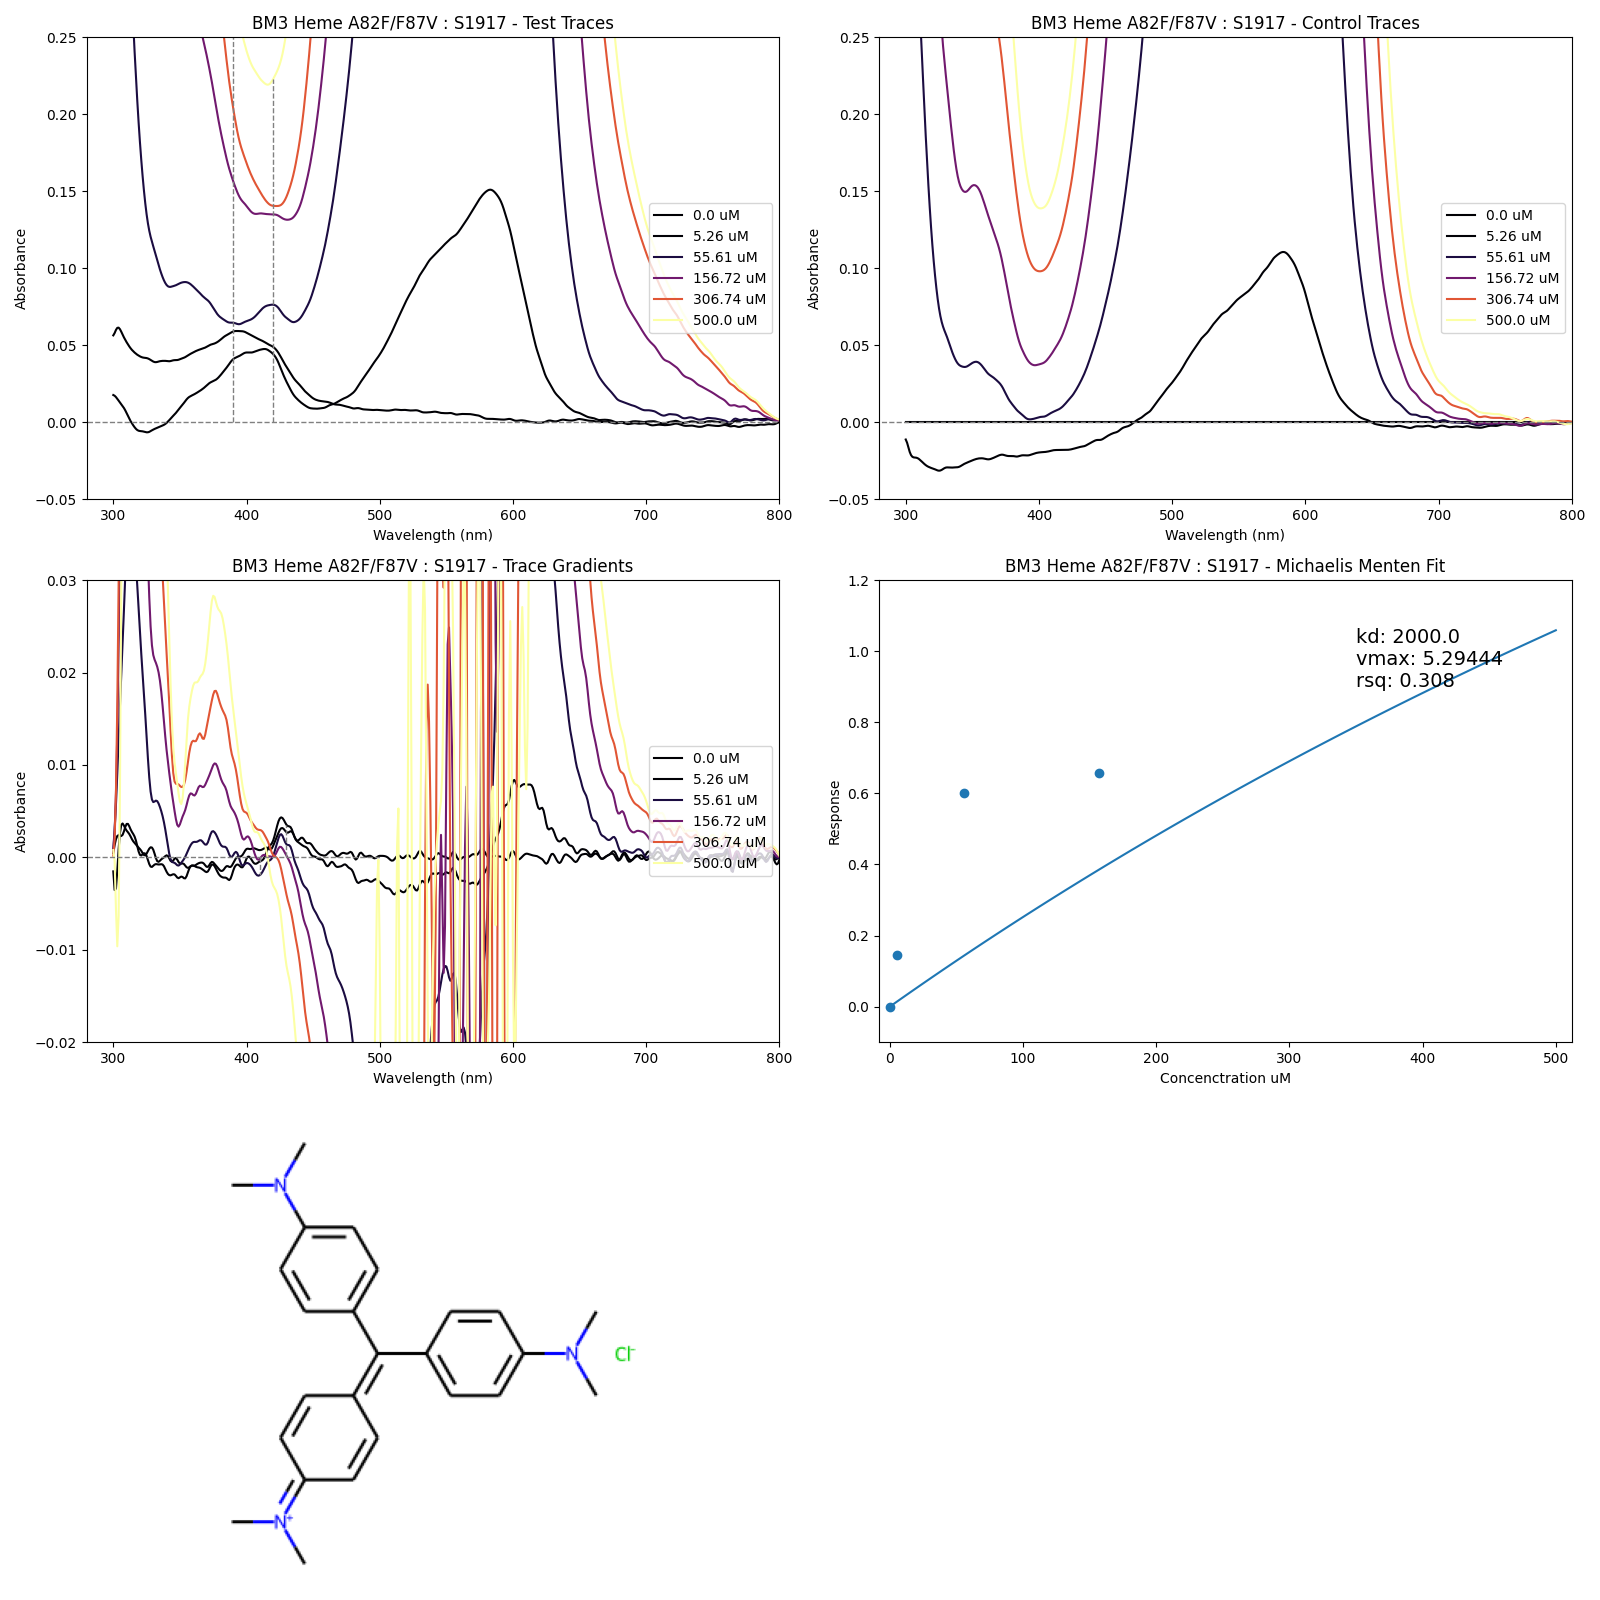 BM3 Heme A82F/F87V : S1917 - Test Traces
Absorbance
0.25
0.20
0.15
0.10
0.05
0.00
−0.05
0.0 uM
5.26 uM
55.61 uM
156.72 uM
306.74 uM
500.0 uM
300 400 500 600 700 800
Wavelength (nm)
BM3 Heme A82F/F87V : S1917 - Control Traces
Absorbance
0.25
0.20
0.15
0.10
0.05
0.00
−0.05
0.0 uM
5.26 uM
55.61 uM
156.72 uM
306.74 uM
500.0 uM
300 400 500 600 700 800
Wavelength (nm)
BM3 Heme A82F/F87V : S1917 - Trace Gradients
Absorbance
0.03
0.02
0.01
0.00
−0.01
−0.02
0.0 uM
5.26 uM
55.61 uM
156.72 uM
306.74 uM
500.0 uM
300 400 500 600 700 800
Wavelength (nm)
BM3 Heme A82F/F87V : S1917 - Michaelis Menten Fit
Response
1.2
1.0
0.8
0.6
0.4
0.2
0.0
kd: 2000.0
vmax: 5.29444
rsq: 0.308
0 100 200 300 400 500
Concenctration uM
N
N
Cl-
N+